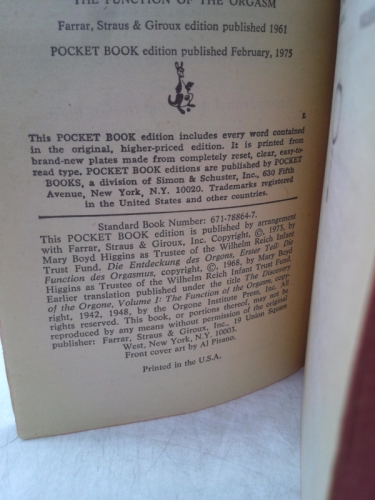 THE FUNCTION OF THE ORGASM
Farrar, Straus & Giroux edition published 1961
POCKET BOOK edition published February, 1975
L
This POCKET BOOK edition includes every word contained
in the original, higher-priced edition. It is printed from
brand-new plates made from completely reset, clear, easy-to-
read type. POCKET BOOK editions are published by POCKET
BOOKS, a division of Simon & Schuster, Inc., 630 Fifth
Avenue, New York, N.Y. 10020. Trademarks registered
in the United States and other countries.
Standard Book Number: 671-78864-7.
This POCKET BOOK edition is published by arrangement
with Farrar, Straus & Giroux, Inc. Copyright, ©, 1973, by
Mary Boyd Higgins as Trustee of the Wilhelm Reich Infant
Trust Fund. Die Entdeckung des Orgons, Erster Teil: Die
Function des Orgasmus, copyright, ©, 1968, by Mary Boyd
Higgins as Trustee of the Wilhelm Reich Infant Trust Fund.
Earlier translation published under the title The Discovery
of the Orgone, Volume I: The Function of the Orgasm, copy-
right, 1942, 1948, by the Orgone Institute Press, Inc. All
rights reserved. This book, or portions thereof, may not be
reproduced by any means without permission of the original
publisher: Farrar, Straus & Giroux, Inc. 19 Union Square
West, New York, N.Y. 10003.
Front cover art by Al Pisano.
Printed in the U.S.A.